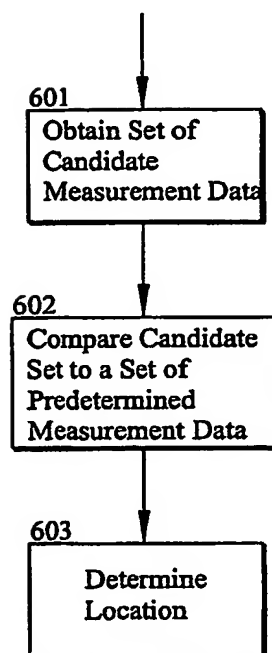 601
Obtain Set of
Candidate
Measurement Data
602
Compare Candidate
Set to a Set of
Predetermined
Measurement Data
603
Determine
Location